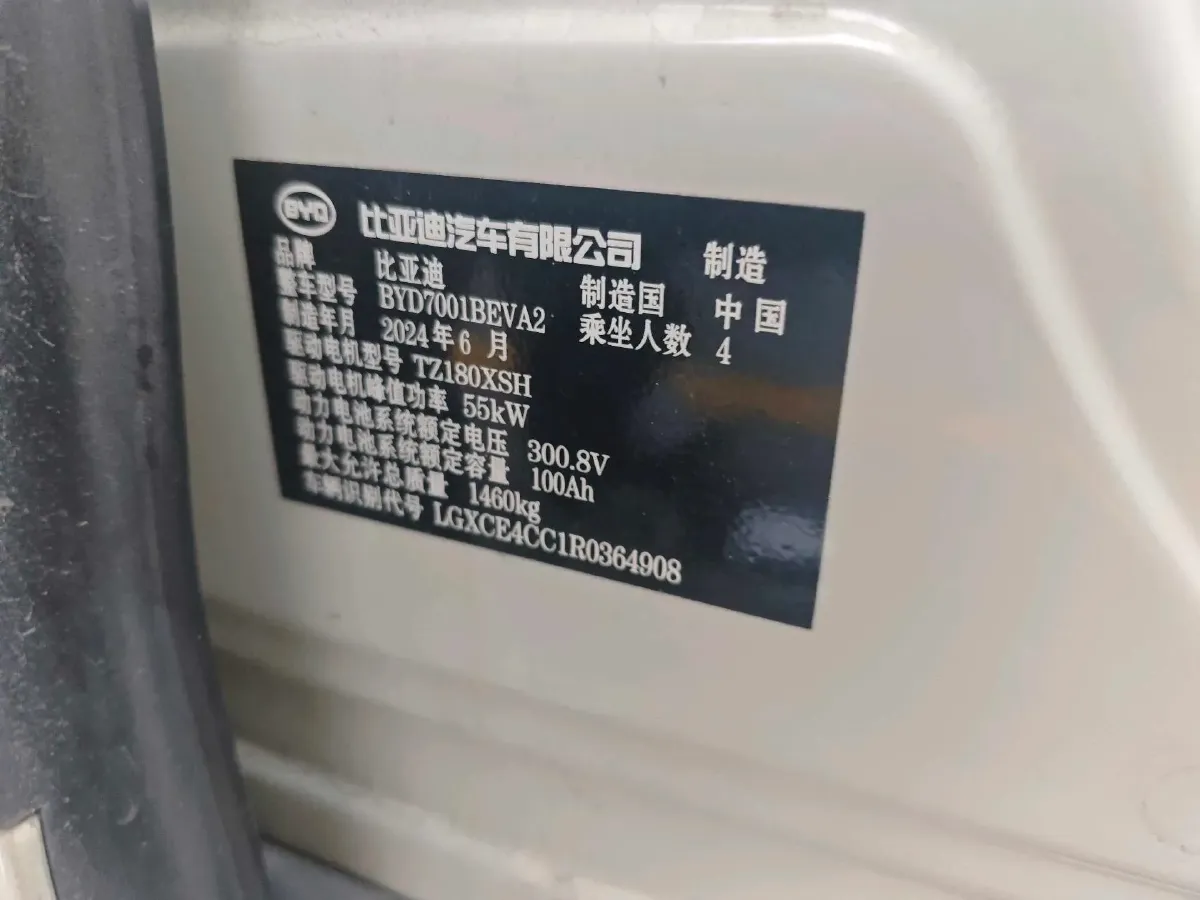 BYD 比亚迪汽车有限公司 制造
品牌 比亚迪 制造国 中国
整车型号 BYD7001BEVA2 乘坐人数 4
制造年月 2024年6月
驱动电机型号 TZ180XSH
驱动电机峰值功率 55kW
动力电池系统额定电压 300.8V
动力电池系统额定容量 100Ah
最大允许总质量 1460kg
车辆识别代号 LGXCE4CC1R0364908